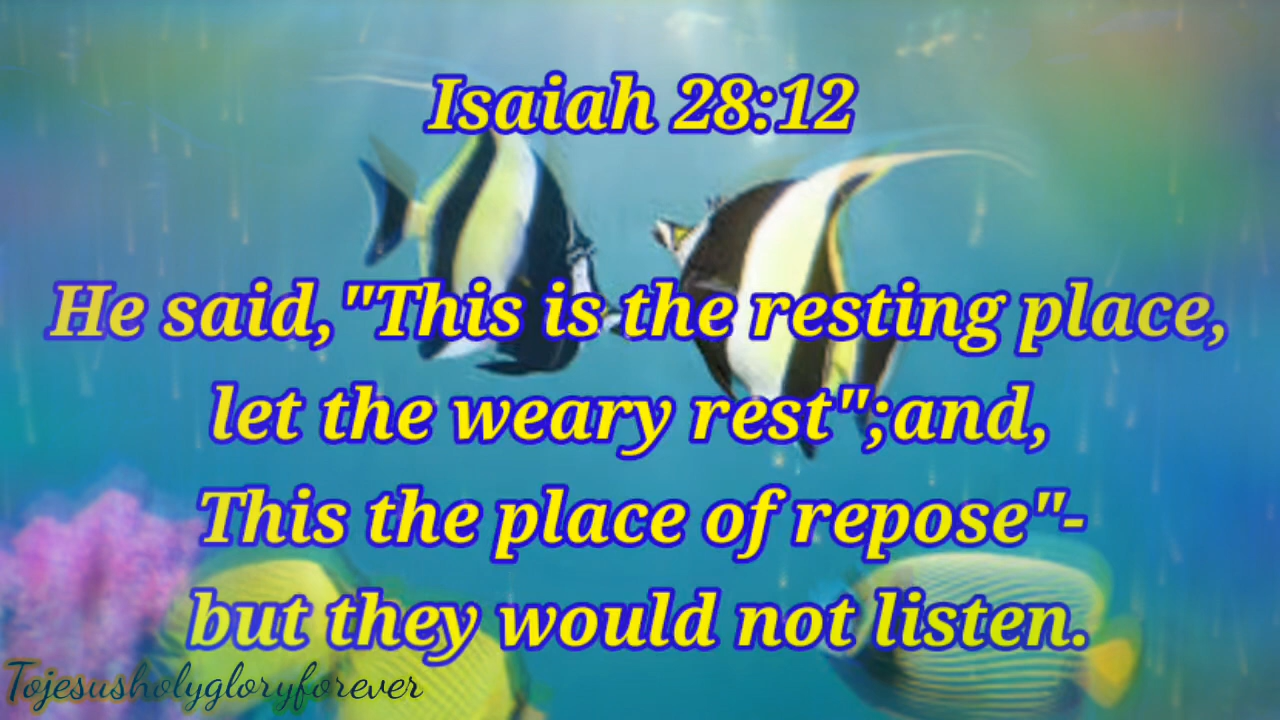 Isaiah 28:12
He said,"This is the resting place,
let the weary rest";and,
This the place of repose"-
but they would not listen.
Tojesusholygloryforever